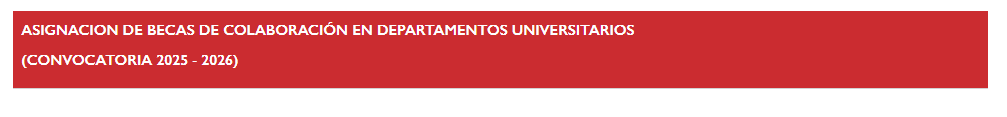 ASIGNACION DE BECAS DE COLABORACIÓN EN DEPARTAMENTOS UNIVERSITARIOS
(CONVOCATORIA 2025 - 2026)